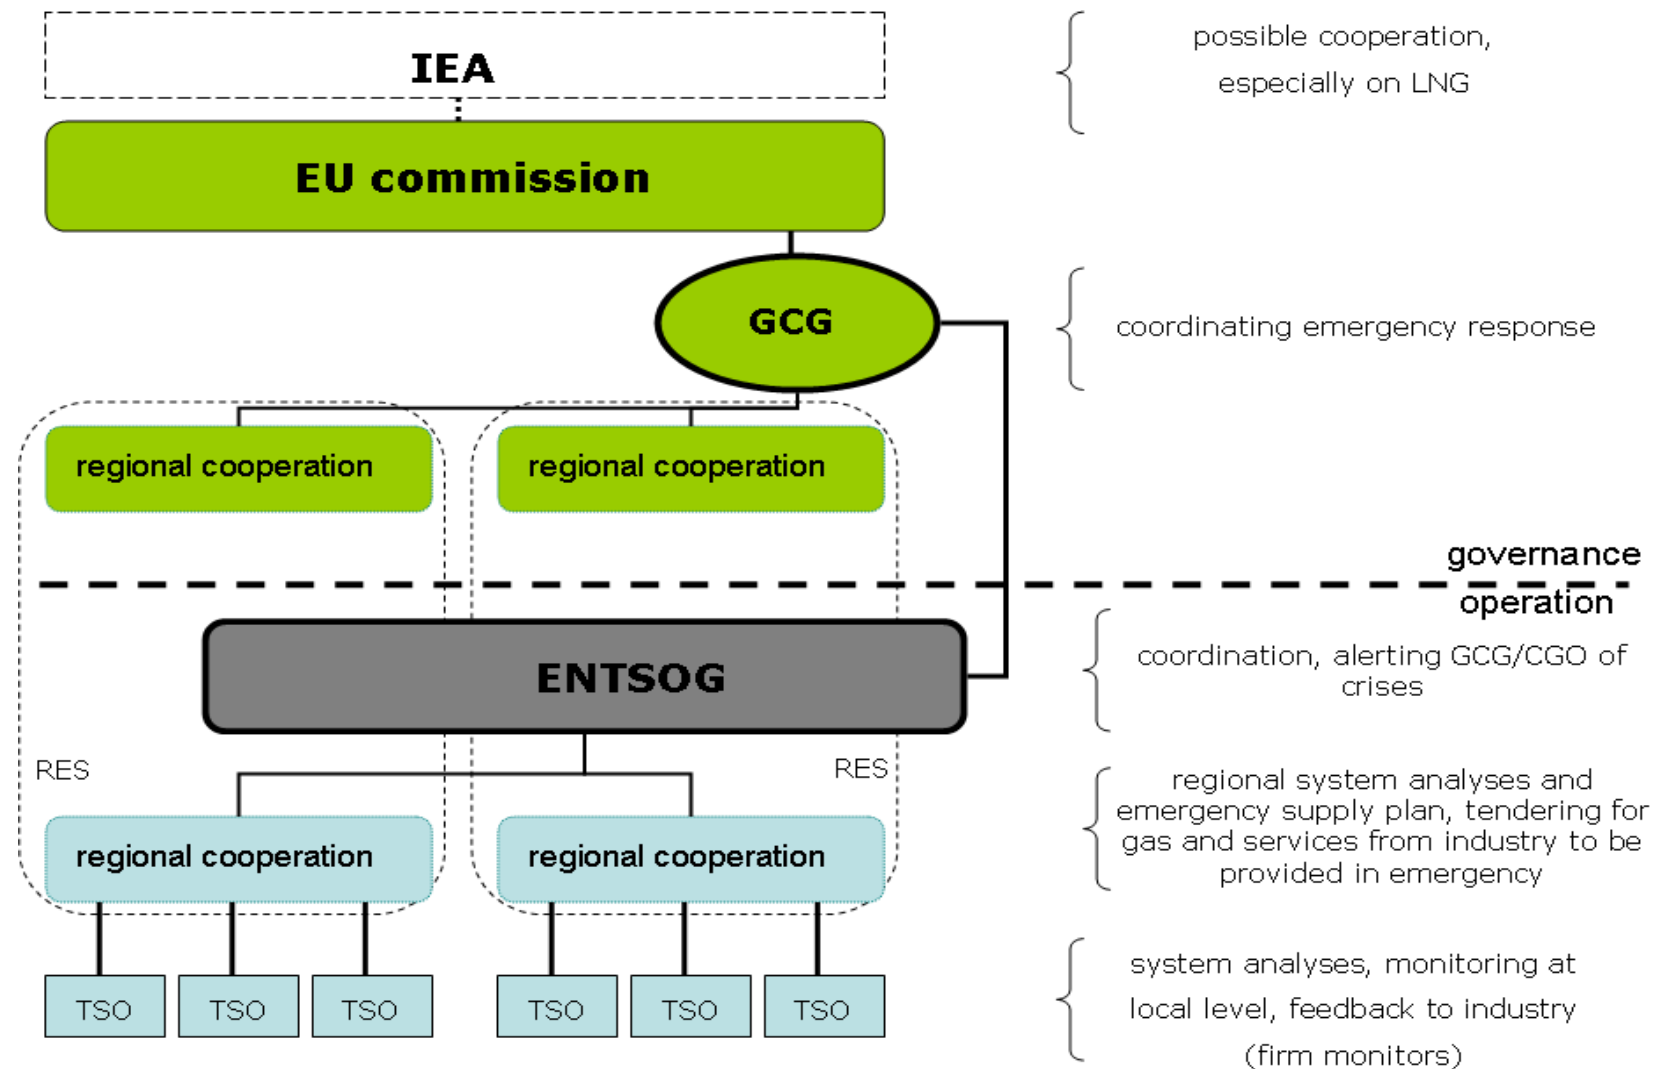 IEA
possible cooperation,
especially on LNG
EU commission
GCG
coordinating emergency response
regional cooperation
regional cooperation
governance
operation
ENTSOG
coordination, alerting GCG/CGO of
crises
RES
RES
regional system analyses and
emergency supply plan, tendering for
gas and services from industry to be
provided in emergency
regional cooperation
regional cooperation
TSO
TSO
TSO
TSO
TSO
TSO
system analyses, monitoring at
local level, feedback to industry
(firm monitors)